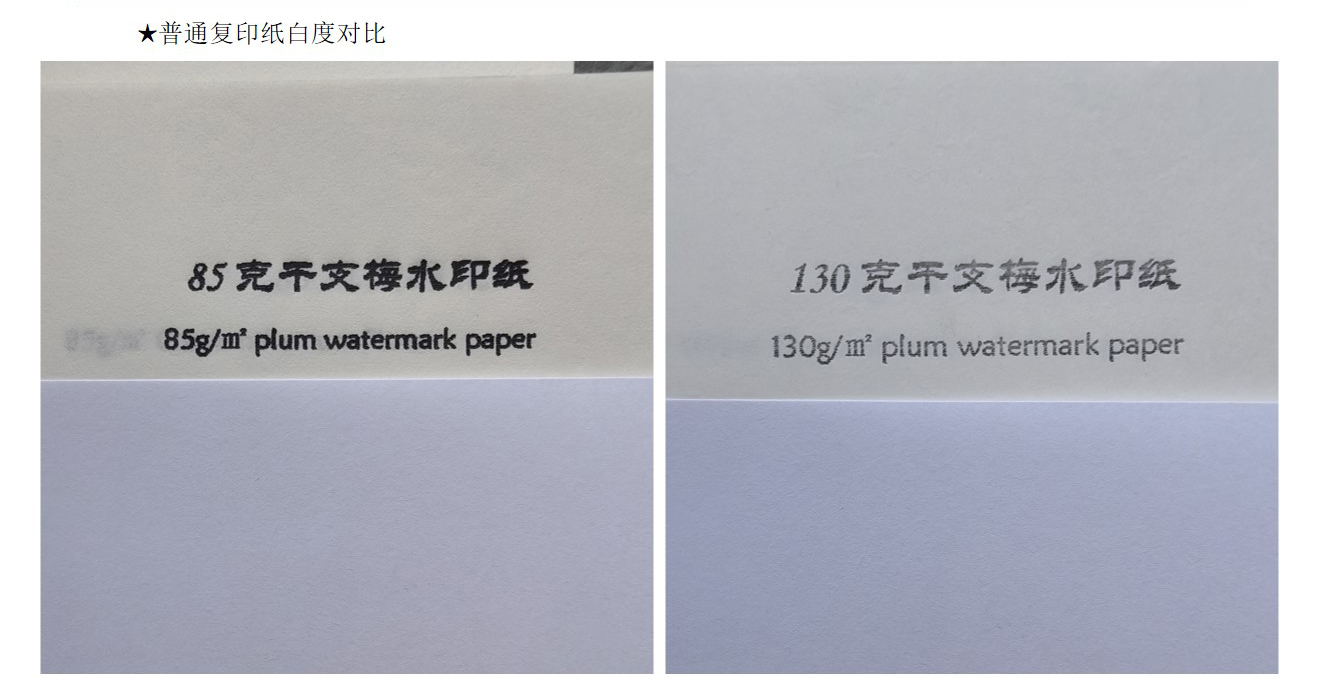 ★普通复印纸白度对比
85克干支梅水印纸
85g/㎡ plum watermark paper
130克干支梅水印纸
130g/㎡ plum watermark paper